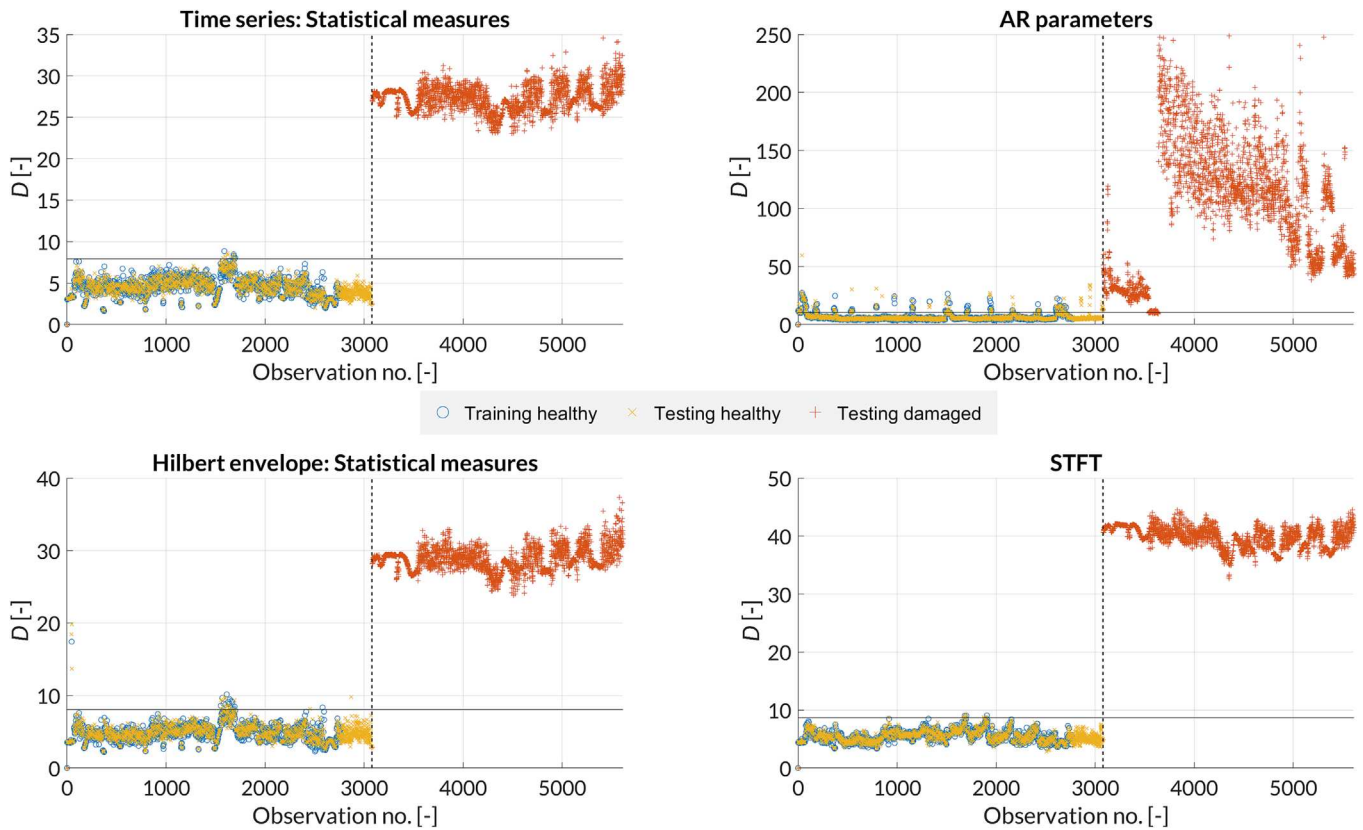 Time series: Statistical measures
35
30
25
20
15
10
5
0
D [-]
0 1000 2000 3000 4000 5000
Observation no. [-]
AR parameters
250
200
150
100
50
0
D [-]
0 1000 2000 3000 4000 5000
Observation no. [-]
Training healthy Testing healthy Testing damaged
Hilbert envelope: Statistical measures
40
30
20
10
0
D [-]
0 1000 2000 3000 4000 5000
Observation no. [-]
STFT
50
40
30
20
10
0
D [-]
0 1000 2000 3000 4000 5000
Observation no. [-]